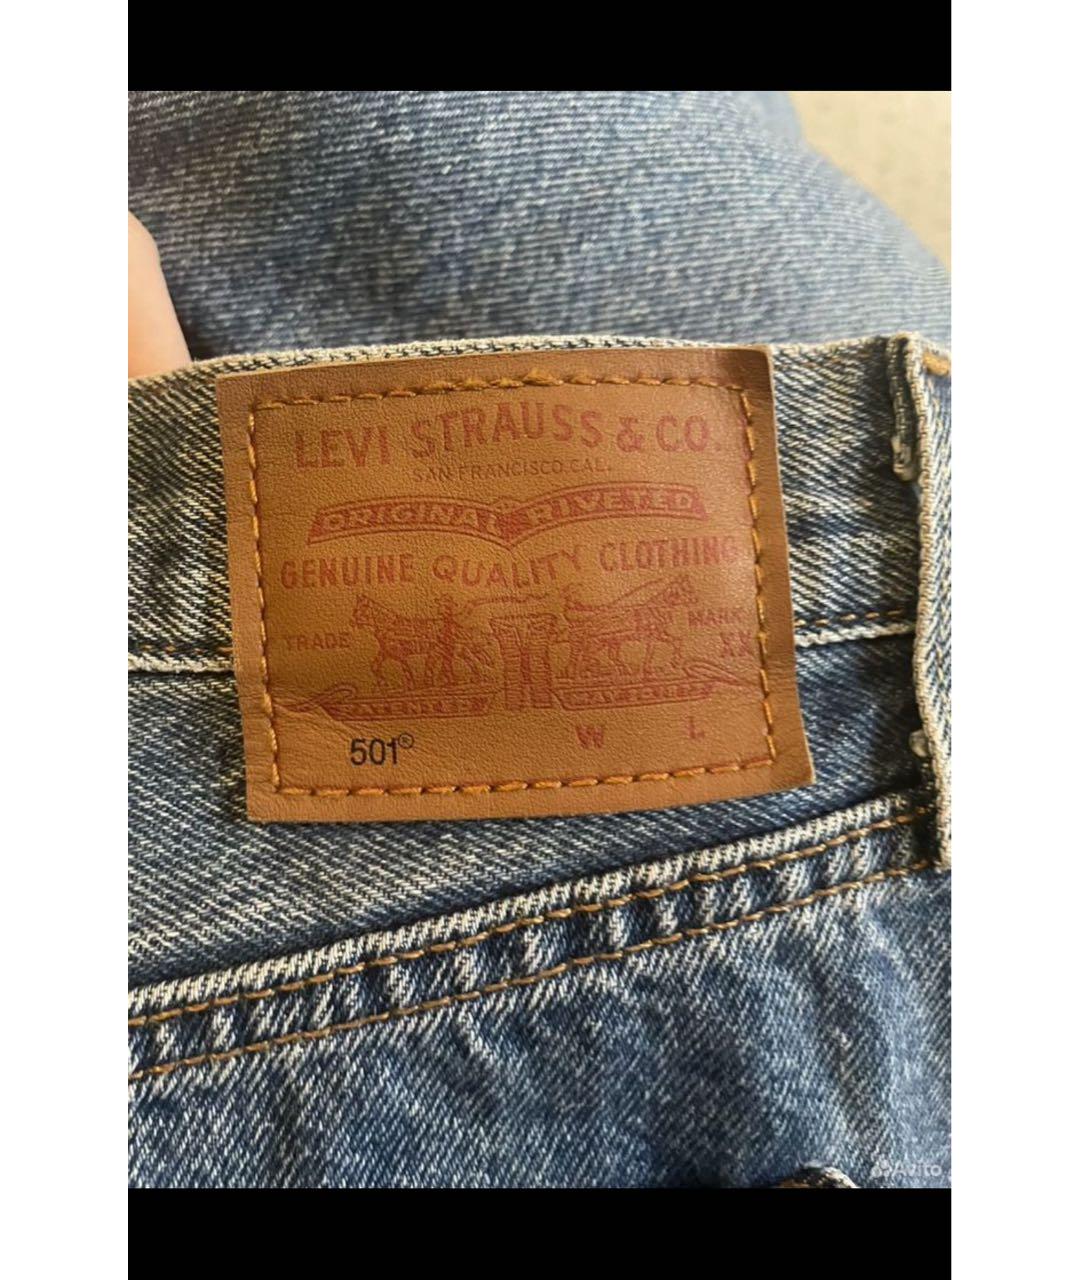 LEVI STRAUSS & CO.
SAN FRANCISCO, CAL.
ORIGINAL RIVETED
GENUINE QUALITY CLOTHING
TRADE MARK
XX
PATENTED
W L
501®
Avito